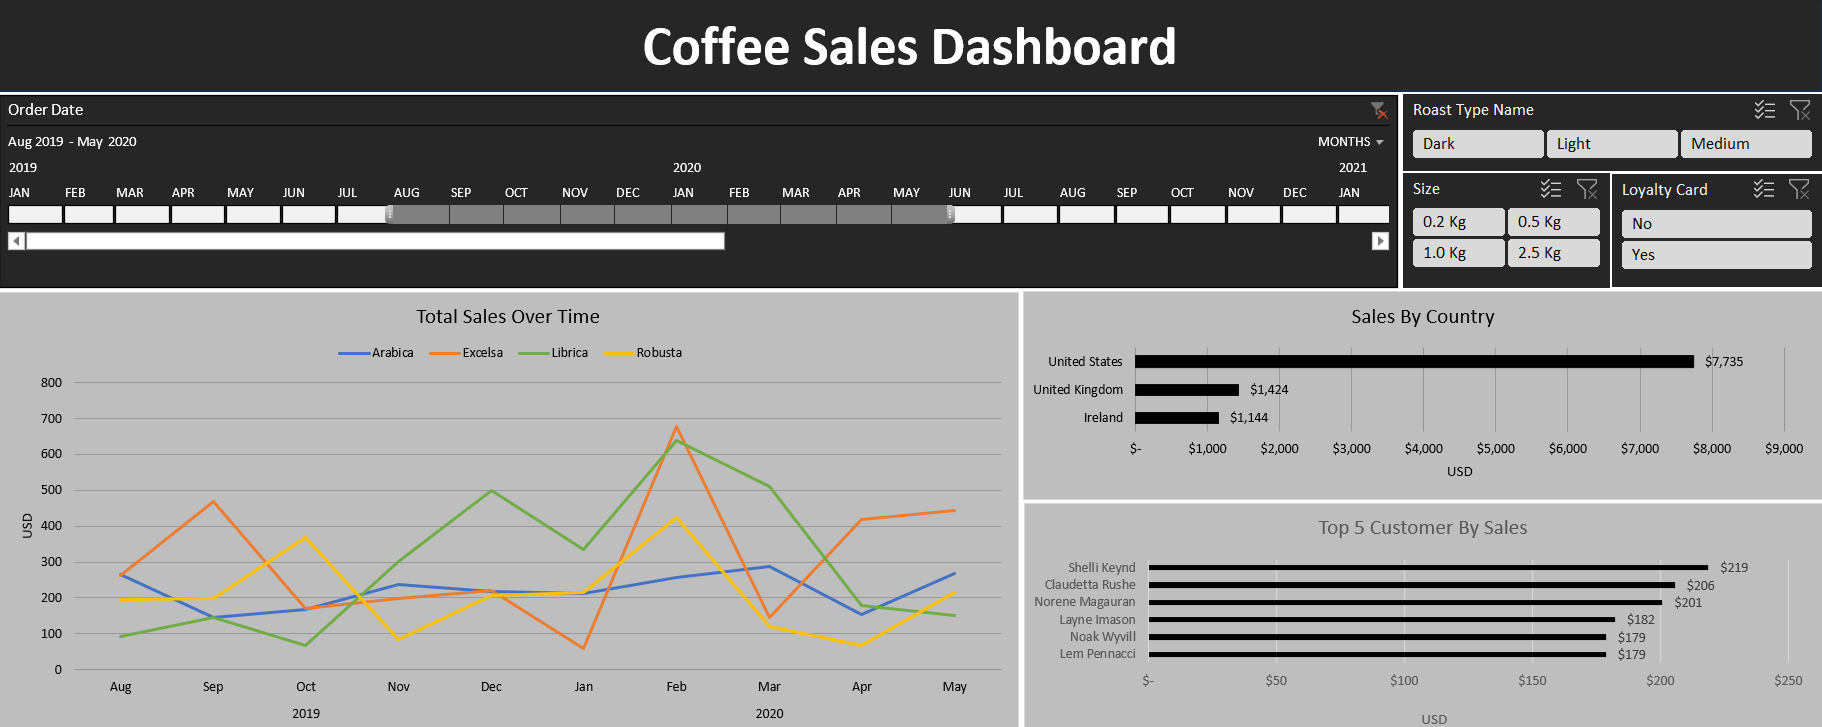 Coffee Sales Dashboard
Order Date
Aug 2019 - May 2020
MONTHS
2019 2020 2021
JAN FEB MAR APR MAY JUN JUL AUG SEP OCT NOV DEC JAN FEB MAR APR MAY JUN JUL AUG SEP OCT NOV DEC JAN
Roast Type Name
Dark Light Medium
Size
0.2 Kg 0.5 Kg
1.0 Kg 2.5 Kg
Loyalty Card
No
Yes
Total Sales Over Time
Arabica Excelsa Librica Robusta
800
700
600
500
400
300
200
100
0
USD
Aug Sep Oct Nov Dec Jan Feb Mar Apr May
2019 2020
Sales By Country
United States $7,735
United Kingdom $1,424
Ireland $1,144
$- $1,000 $2,000 $3,000 $4,000 $5,000 $6,000 $7,000 $8,000 $9,000
USD
Top 5 Customer By Sales
Shelli Keynd $219
Claudetta Rushe $206
Norene Magauran $201
Layne Imason $182
Noak Wyvill $179
Lem Pennacci $179
$- $50 $100 $150 $200 $250
USD